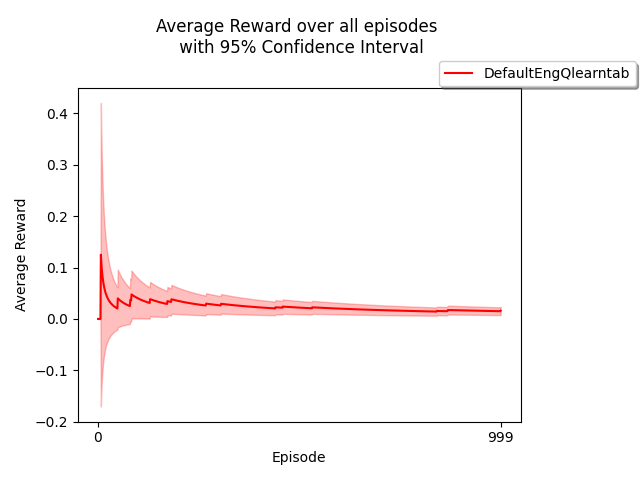 Average Reward over all episodes
with 95% Confidence Interval
DefaultEngQlearntab
0.4
0.3
0.2
0.1
0.0
−0.1
−0.2
Average Reward
0 999
Episode